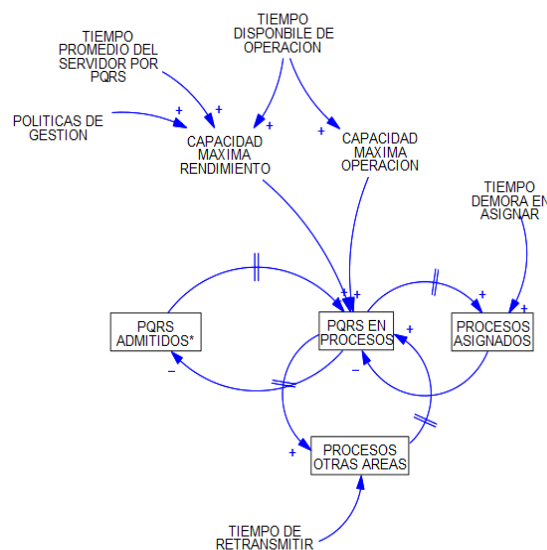 TIEMPO
PROMEDIO DEL
SERVIDOR POR
PQRS
TIEMPO
DISPONBILE DE
OPERACION
POLITICAS DE
GESTION
+
+
+
+
CAPACIDAD
MAXIMA
RENDIMIENTO
CAPACIDAD
MAXIMA
OPERACIÓN
TIEMPO
DEMORA EN
ASIGNAR
+
+
+
+
PQRS
ADMITIDOS*
PQRS EN
PROCESOS
PROCESOS
ASIGNADOS
+
+
–
–
PROCESOS
OTRAS AREAS
+
TIEMPO DE
RETRANSMITIR